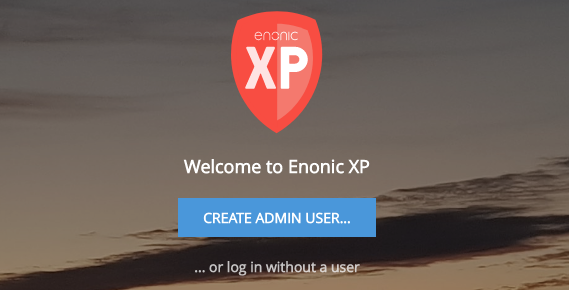 enonic
XP
Welcome to Enonic XP
CREATE ADMIN USER...
... or log in without a user